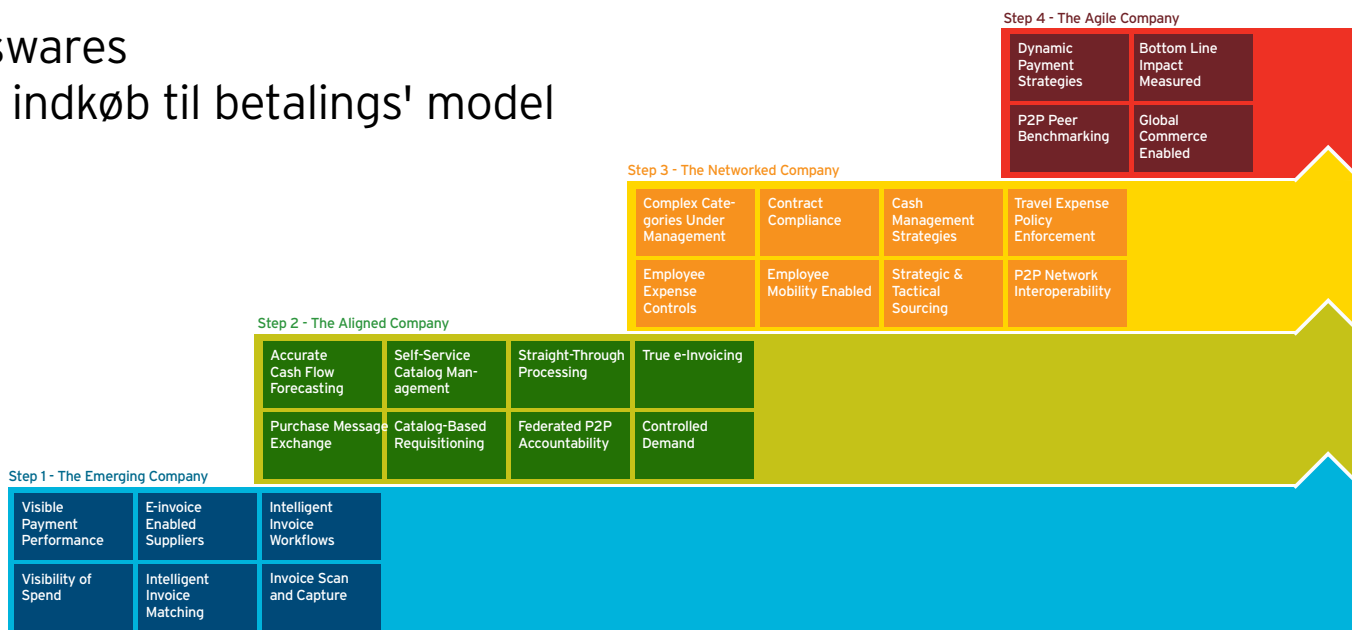 swares
indkøb til betalings' model
Step 4 - The Agile Company
Dynamic
Payment
Strategies
Bottom Line
Impact
Measured
P2P Peer
Benchmarking
Global
Commerce
Enabled
Step 3 - The Networked Company
Complex Cate-
gories Under
Management
Contract
Compliance
Cash
Management
Strategies
Travel Expense
Policy
Enforcement
Employee
Expense
Controls
Employee
Mobility Enabled
Strategic &
Tactical
Sourcing
P2P Network
Interoperability
Step 2 - The Aligned Company
Accurate
Cash Flow
Forecasting
Self-Service
Catalog Man-
agement
Straight-Through
Processing
True e-Invoicing
Purchase Message
Exchange
Catalog-Based
Requisitioning
Federated P2P
Accountability
Controlled
Demand
Step 1 - The Emerging Company
Visible
Payment
Performance
E-invoice
Enabled
Suppliers
Intelligent
Invoice
Workflows
Visibility of
Spend
Intelligent
Invoice
Matching
Invoice Scan
and Capture